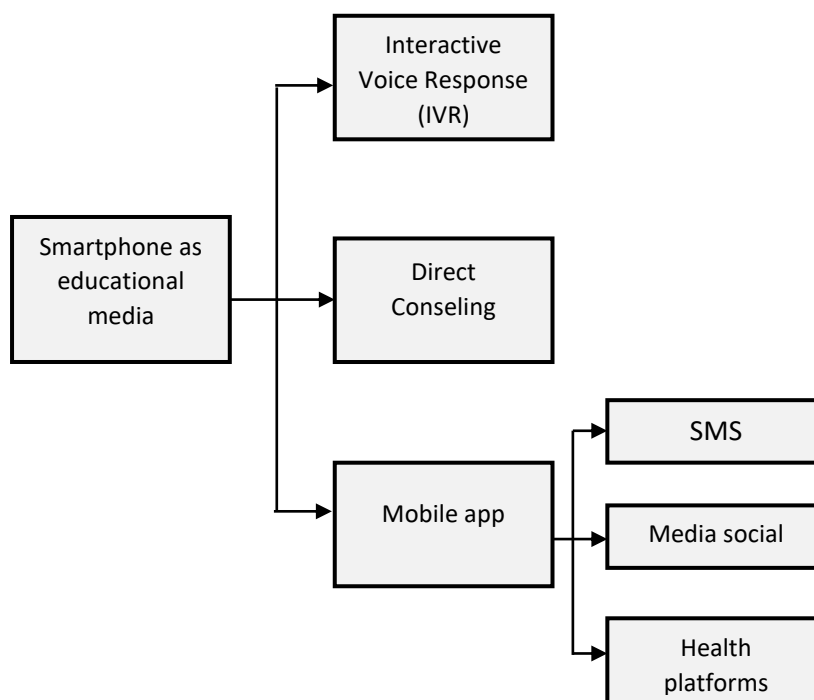 Interactive
Voice Response
(IVR)
Smartphone as
educational
media
Direct
Conseling
Mobile app
SMS
Media social
Health
platforms